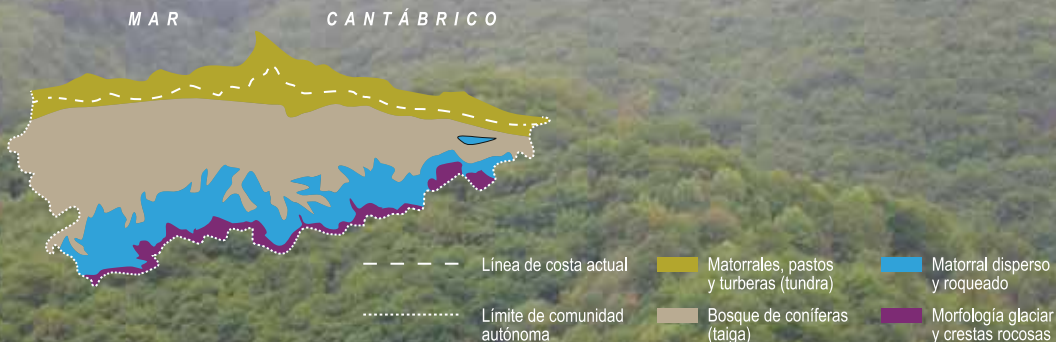 MAR CANTÁBRICO
Línea de costa actual
Matorrales, pastos
y turberas (tundra)
Matorral disperso
y roqueado
Límite de comunidad
autónoma
Bosque de coníferas
(taiga)
Morfología glaciar
y crestas rocosas